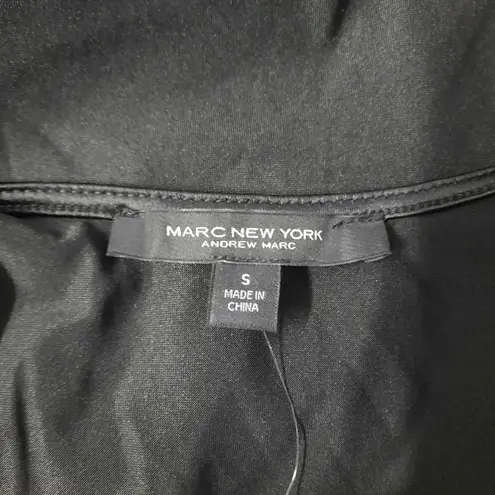 MARC NEW YORK
ANDREW MARC
S
MADE IN
CHINA